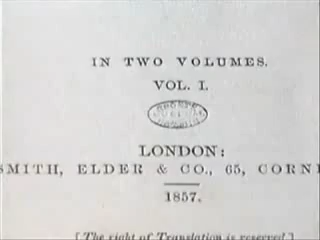 IN TWO VOLUMES.
VOL. I.
LONDON:
SMITH, ELDER & CO., 65, CORN
1857.
[The right of Translation is reserved.]